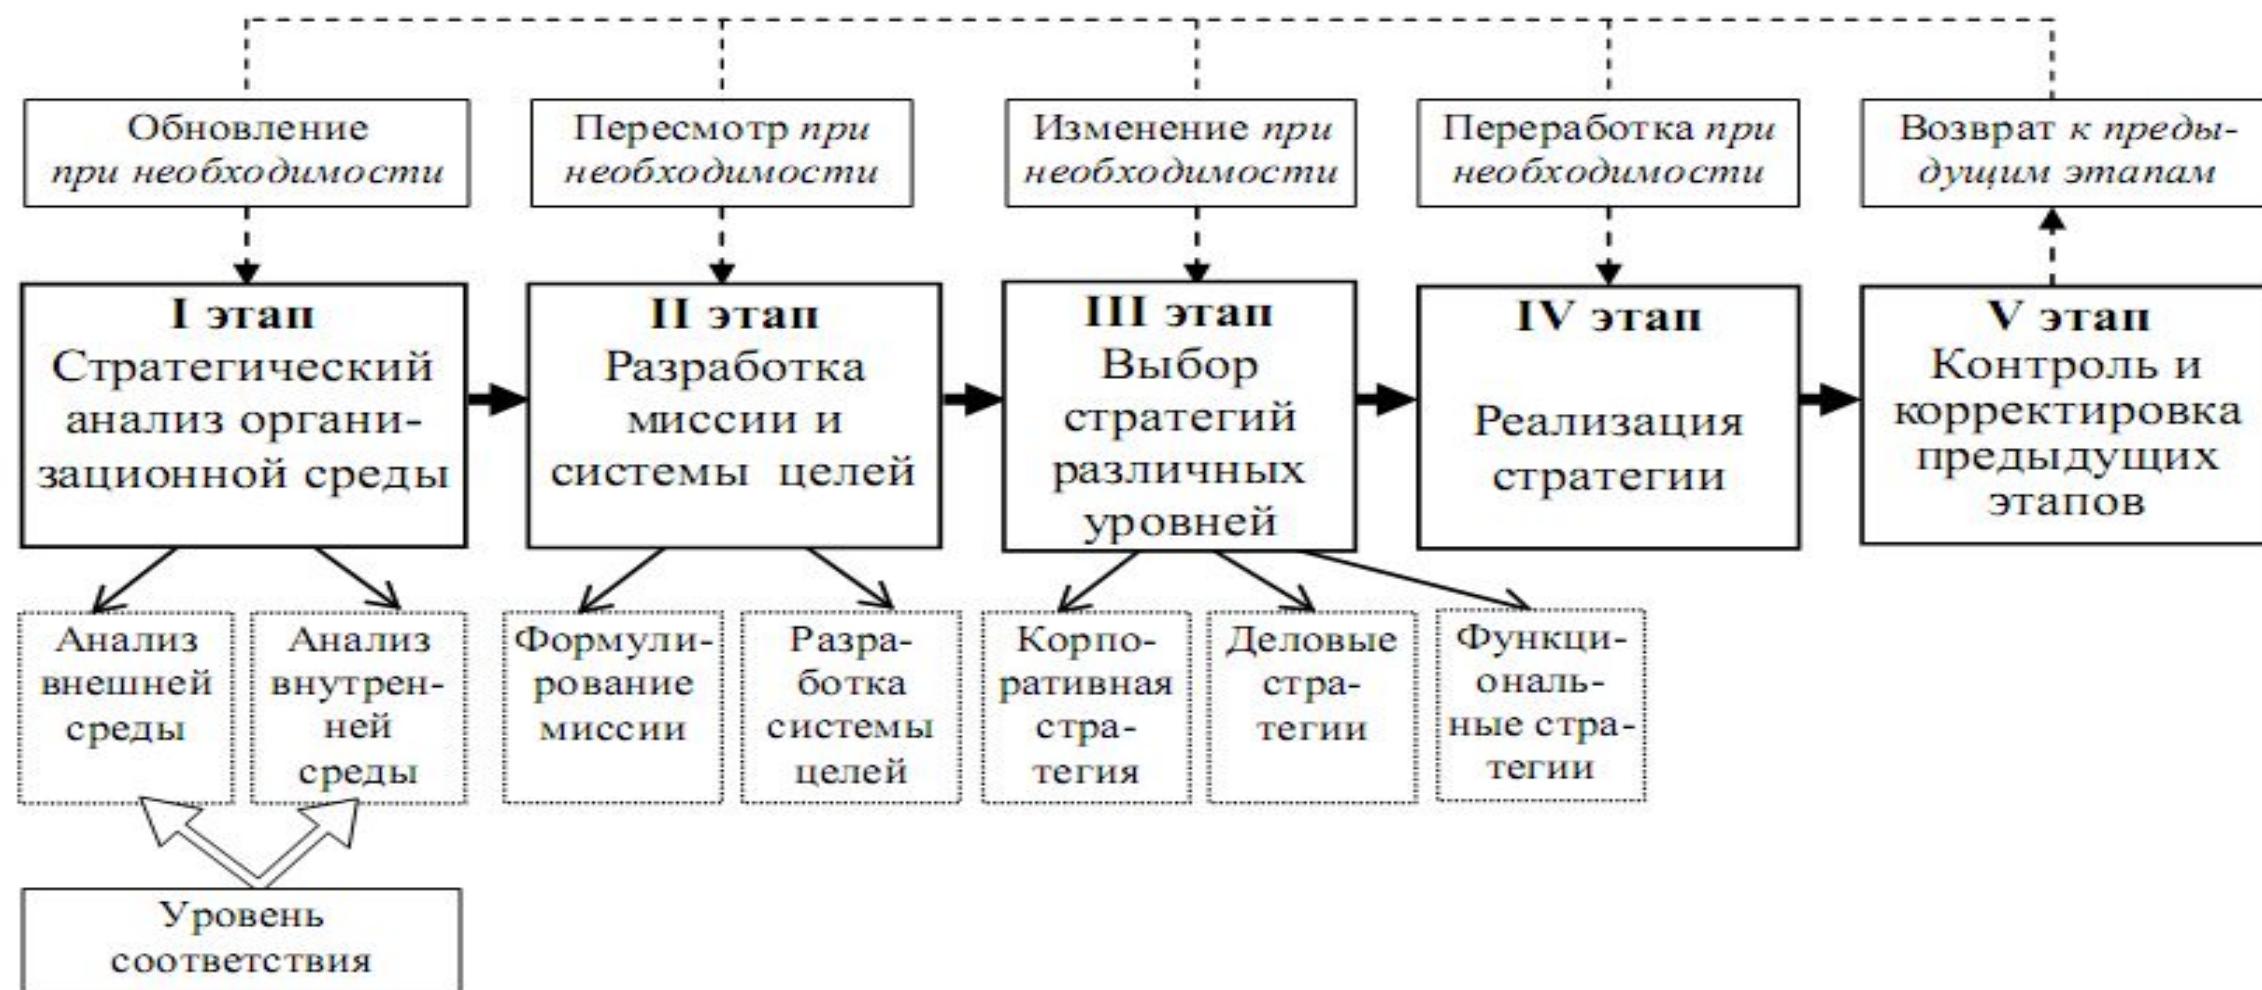 Обновление
при необходимости
Пересмотр при
необходимости
Изменение при
необходимости
Переработка при
необходимости
Возврат к преды-
дущим этапам
I этап
Стратегический
анализ органи-
зационной среды
II этап
Разработка
миссии и
системы целей
III этап
Выбор
стратегий
различных
уровней
IV этап
Реализация
стратегии
V этап
Контроль и
корректировка
предыдущих
этапов
Анализ
внешней
среды
Анализ
внутрен-
ней
среды
Формули-
рование
миссии
Разра-
ботка
системы
целей
Корпо-
ративная
стра-
тегия
Деловые
стра-
тегии
Функци-
ональ-
ные стра-
тегии
Уровень
соответствия